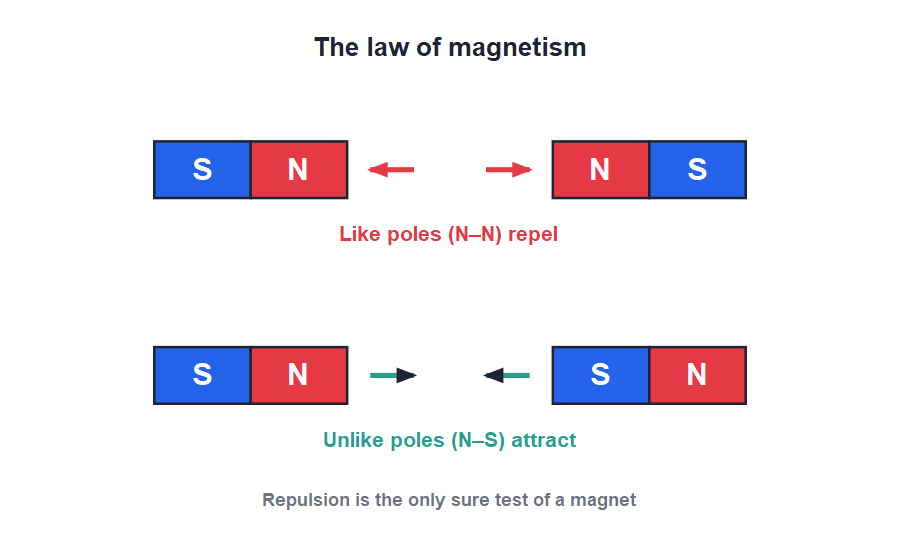 The law of magnetism
S N N S
Like poles (N–N) repel
S N S N
Unlike poles (N–S) attract
Repulsion is the only sure test of a magnet